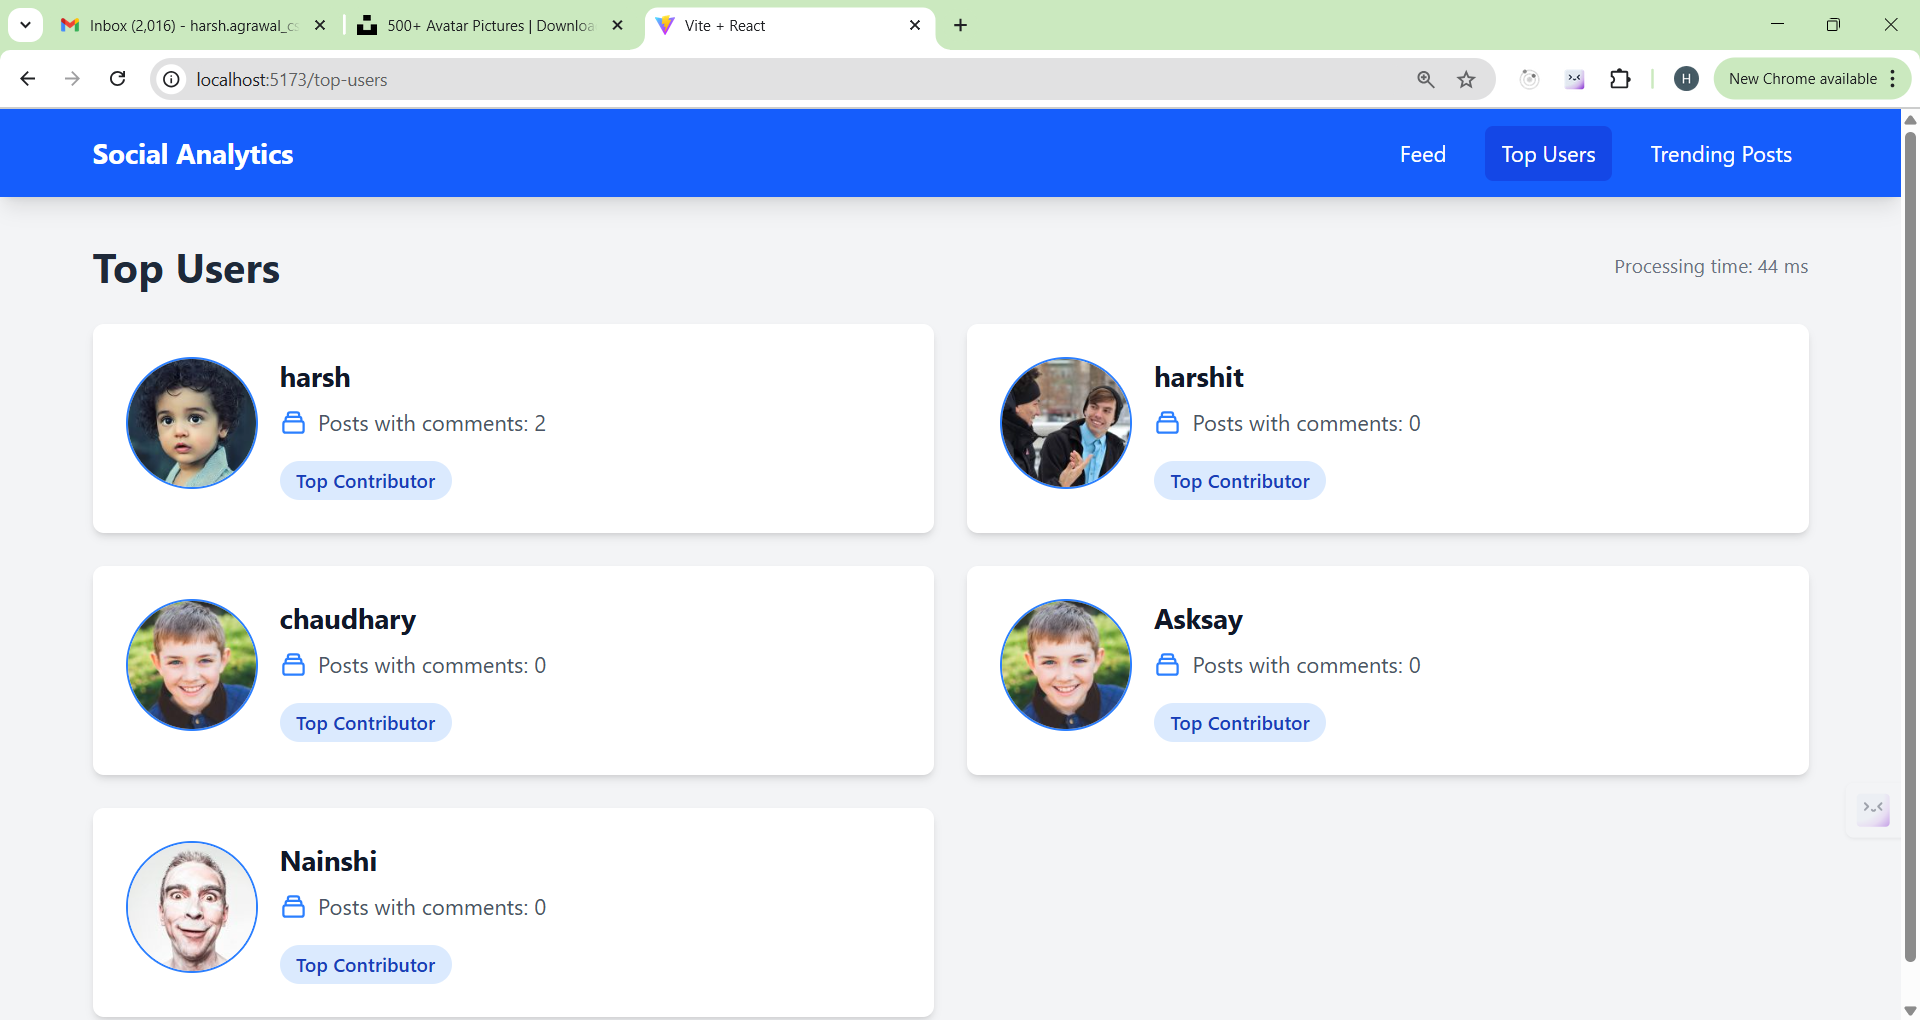 Inbox (2,016) - harsh.agrawal_cs
500+ Avatar Pictures | Downloa
Vite + React
localhost:5173/top-users
H
New Chrome available
Social Analytics
Feed
Top Users
Trending Posts
Top Users
Processing time: 44 ms
harsh
Posts with comments: 2
Top Contributor
harshit
Posts with comments: 0
Top Contributor
chaudhary
Posts with comments: 0
Top Contributor
Asksay
Posts with comments: 0
Top Contributor
Nainshi
Posts with comments: 0
Top Contributor